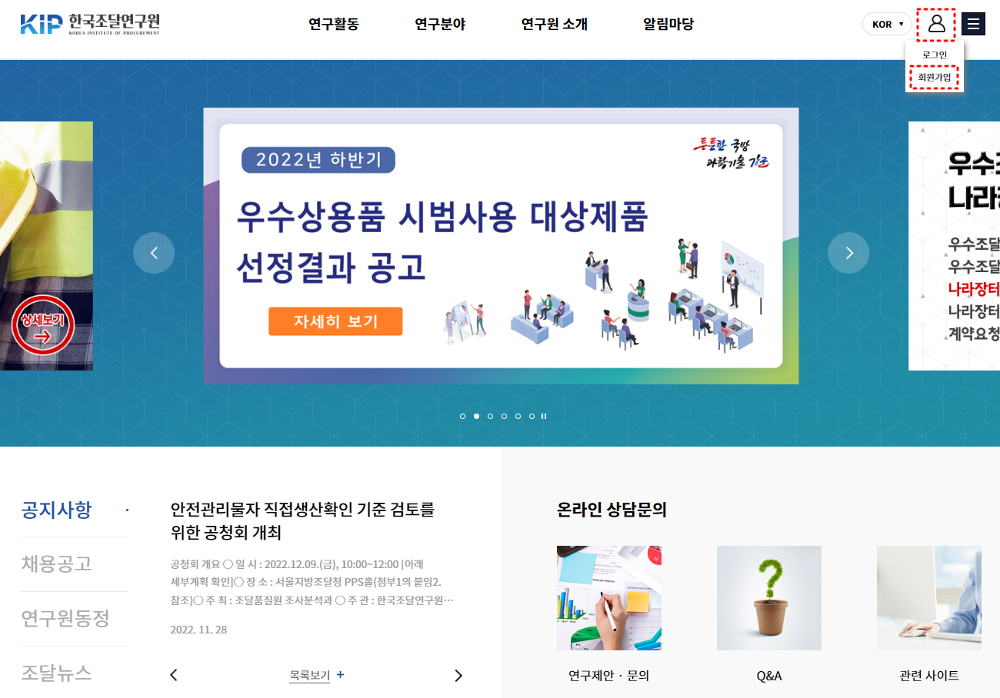 KIP 한국조달연구원
KOREA INSTITUTE OF PROCUREMENT
연구활동
연구분야
연구원 소개
알림마당
KOR
로그인
회원가입
상세보기
2022년 하반기
튼튼한 국방
과학기술 강군
우수상용품 시범사용 대상제품
선정결과 공고
자세히 보기
우수조
나라장
우수조달
우수조달
나라장터
나라장터
계약요청
공지사항
채용공고
연구원동정
조달뉴스
안전관리물자 직접생산확인 기준 검토를
위한 공청회 개최
공청회 개요 ○ 일 시 : 2022.12.09.(금), 10:00~12:00 [아래
세부계획 확인]○ 장 소 : 서울지방조달청 PPS홀(첨부1의 붙임2.
참조)○ 주 최 : 조달품질원 조사분석과 ○ 주 관 : 한국조달연구원…
2022. 11. 28
목록보기 +
온라인 상담문의
연구제안 · 문의
Q&A
관련 사이트